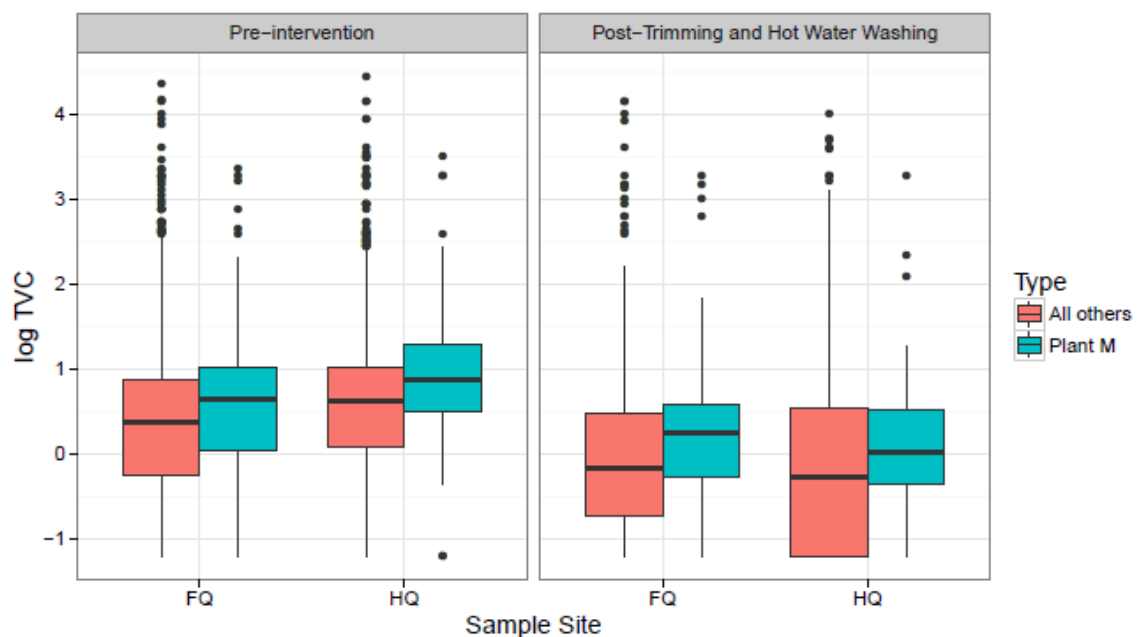 Pre−intervention
Post−Trimming and Hot Water Washing
4
3
2
1
0
−1
log TVC
FQ
HQ
FQ
HQ
Sample Site
Type
All others
Plant M